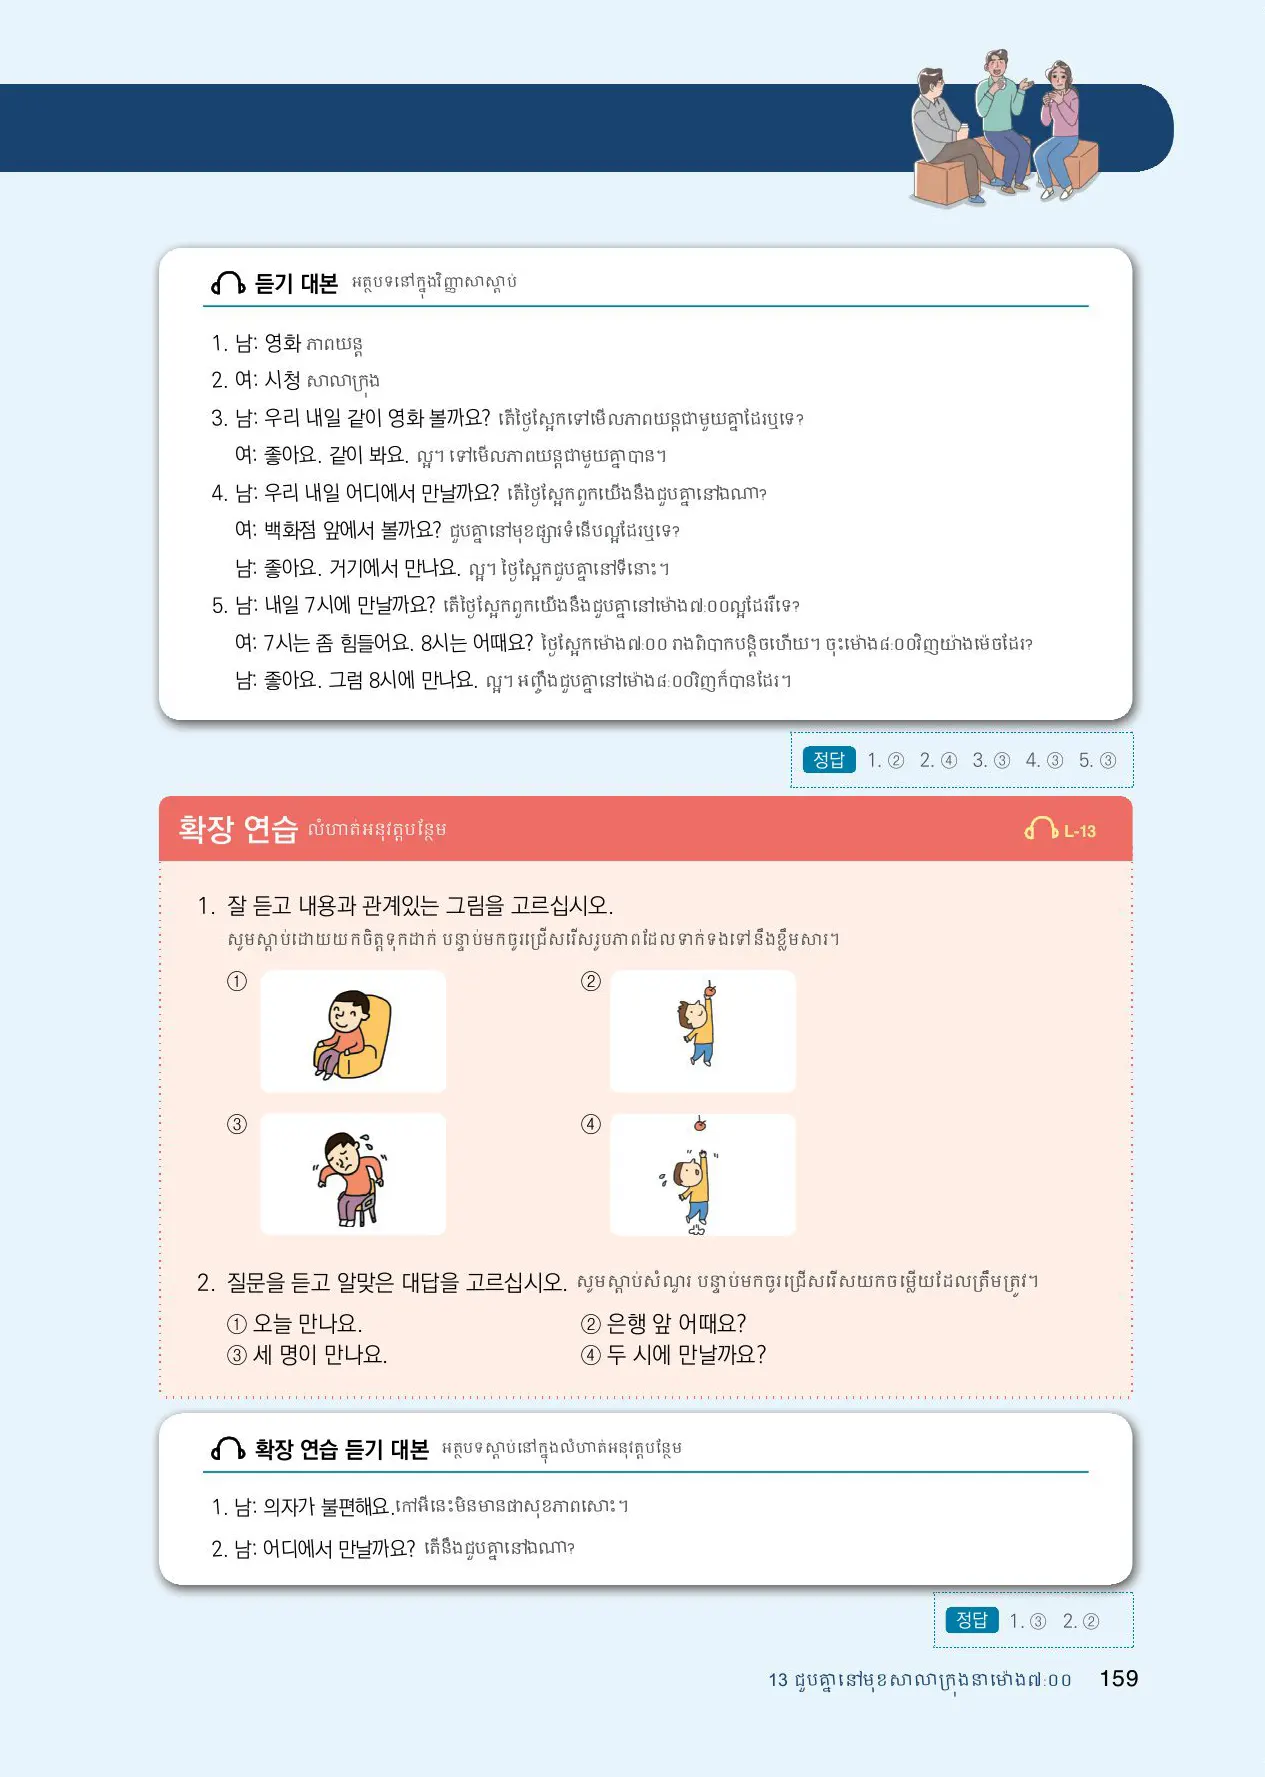 듣기 대본 អត្ថបទនៅក្នុងវិញ្ញាសាស្តាប់
1. 남: 영화 ភាពយន្ត
2. 여: 시청 សាលាក្រុង
3. 남: 우리 내일 같이 영화 볼까요? តើថ្ងៃស្អែកទៅមើលភាពយន្តជាមួយគ្នាដែរឬទេ?
여: 좋아요. 같이 봐요. ល្អ។ ទៅមើលភាពយន្តជាមួយគ្នាបាន។
4. 남: 우리 내일 어디에서 만날까요? តើថ្ងៃស្អែកពួកយើងនឹងជួបគ្នានៅឯណា?
여: 백화점 앞에서 볼까요? ជួបគ្នានៅមុខផ្សារទំនើបល្អដែរឬទេ?
남: 좋아요. 거기에서 만나요. ល្អ។ ថ្ងៃស្អែកជួបគ្នានៅទីនោះ។
5. 남: 내일 7시에 만날까요? តើថ្ងៃស្អែកពួកយើងនឹងជួបគ្នានៅម៉ោង៧:០០ល្អដែររឺទេ?
여: 7시는 좀 힘들어요. 8시는 어때요? ថ្ងៃស្អែកម៉ោង៧:០០ រាងពិបាកបន្តិចហើយ។ ចុះម៉ោង៨:០០វិញយ៉ាងម៉េចដែរ?
남: 좋아요. 그럼 8시에 만나요. ល្អ។ អញ្ចឹងជួបគ្នានៅម៉ោង៨:០០វិញក៏បានដែរ។
정답 1. ② 2. ④ 3. ③ 4. ③ 5. ③
확장 연습 លំហាត់អនុវត្តបន្ថែម L-13
1. 잘 듣고 내용과 관계있는 그림을 고르십시오.
សូមស្តាប់ដោយយកចិត្តទុកដាក់ បន្ទាប់មកចូរជ្រើសរើសរូបភាពដែលទាក់ទងទៅនឹងខ្លឹមសារ។
① ②
③ ④
2. 질문을 듣고 알맞은 대답을 고르십시오. សូមស្តាប់សំណួរ បន្ទាប់មកចូរជ្រើសរើសយកចម្លើយដែលត្រឹមត្រូវ។
① 오늘 만나요. ② 은행 앞 어때요?
③ 세 명이 만나요. ④ 두 시에 만날까요?
확장 연습 듣기 대본 អត្ថបទស្តាប់នៅក្នុងលំហាត់អនុវត្តបន្ថែម
1. 남: 의자가 불편해요. កៅអីនេះមិនមានផាសុខភាពសោះ។
2. 남: 어디에서 만날까요? តើនឹងជួបគ្នានៅឯណា?
정답 1. ③ 2. ②
13 ជួបគ្នានៅមុខសាលាក្រុងនាម៉ោង៧:០០ 159